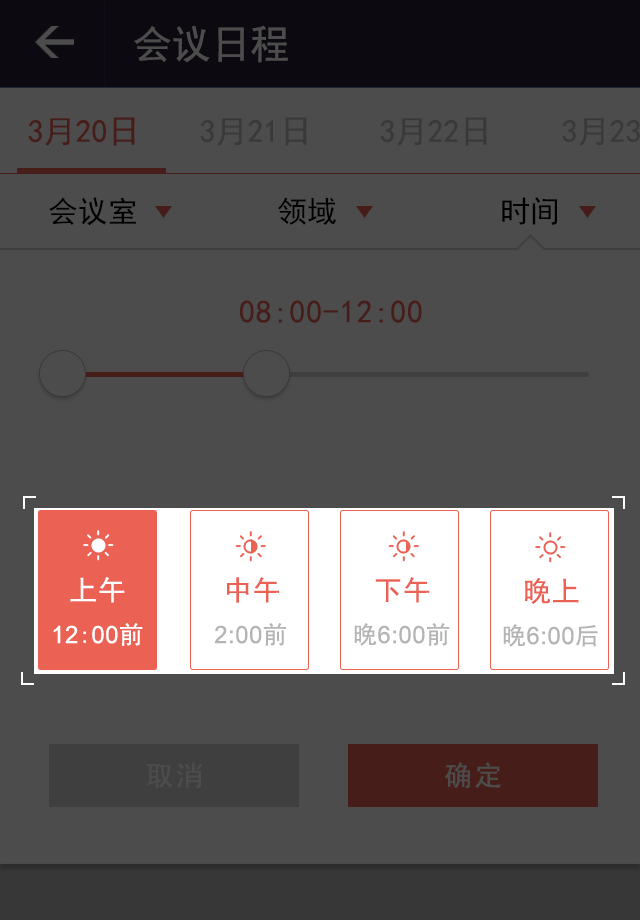 会议日程
3月20日 3月21日 3月22日 3月23
会议室 领域 时间
08:00-12:00
上午 中午 下午 晚上
12:00前 2:00前 晚6:00前 晚6:00后
取消 确定